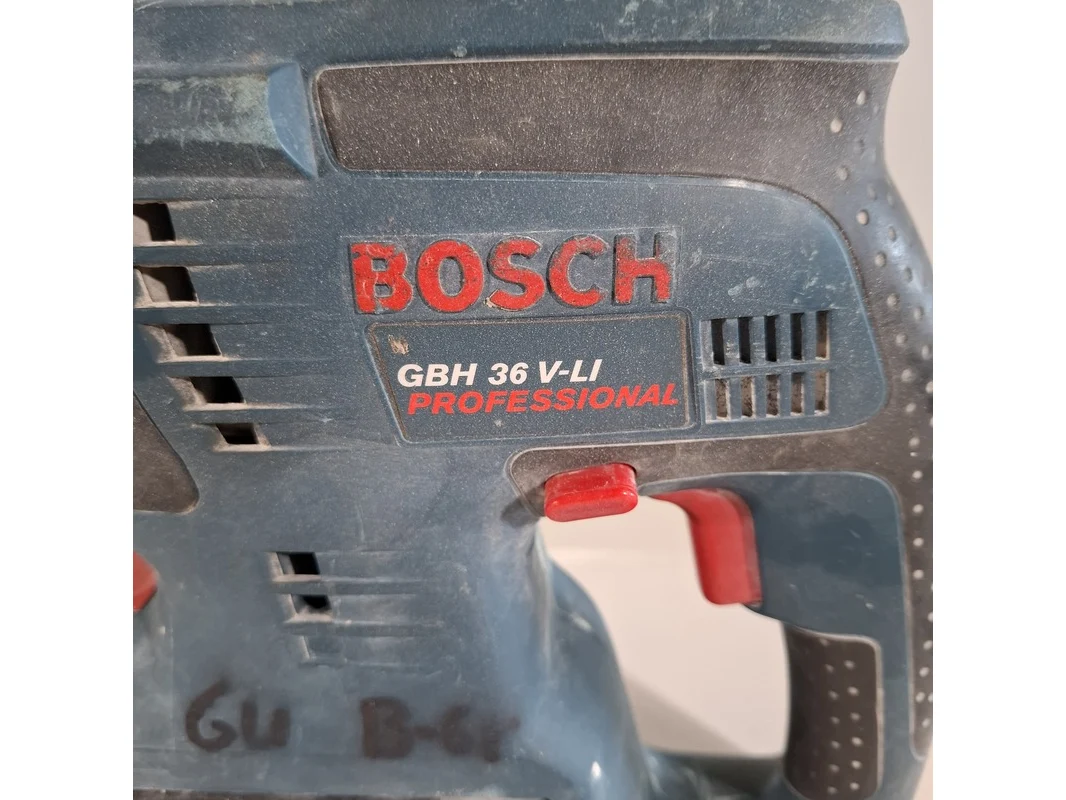 BOSCH
GBH 36 V-LI
PROFESSIONAL
GU